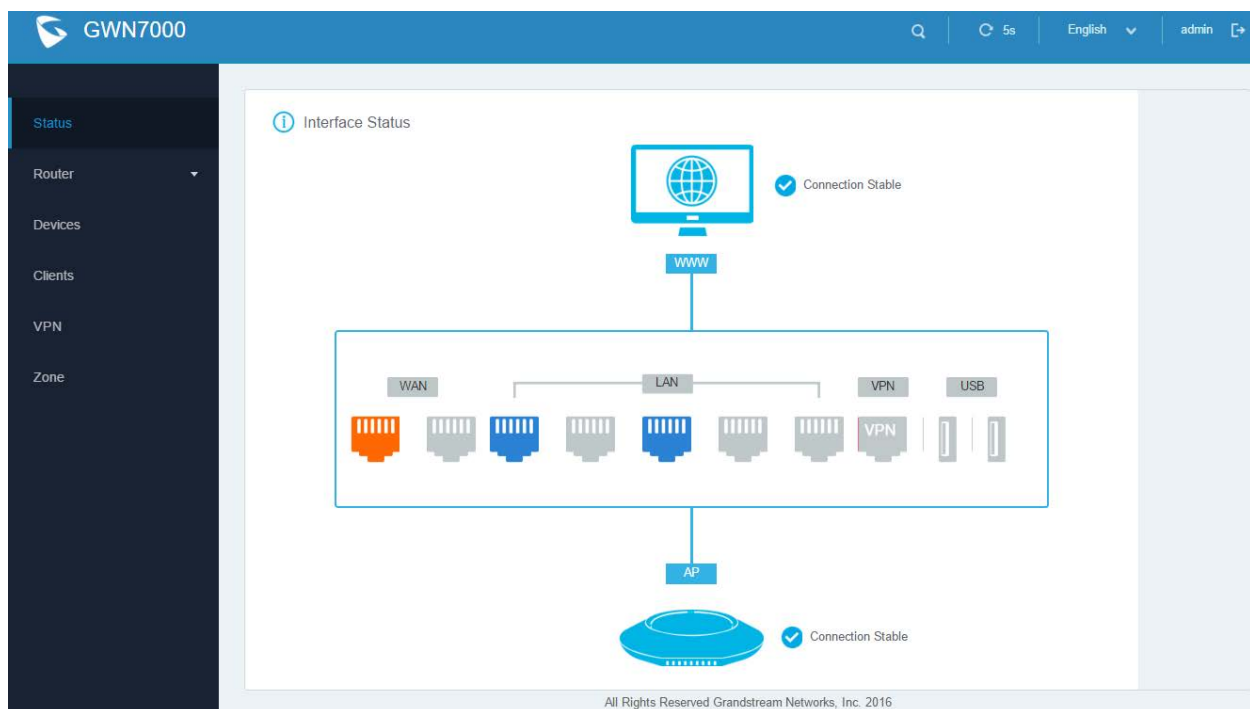 GWN7000
5s
English
admin
Status
Router
Devices
Clients
VPN
Zone
Interface Status
Connection Stable
WWW
WAN
LAN
VPN
USB
VPN
AP
Connection Stable
All Rights Reserved Grandstream Networks, Inc. 2016